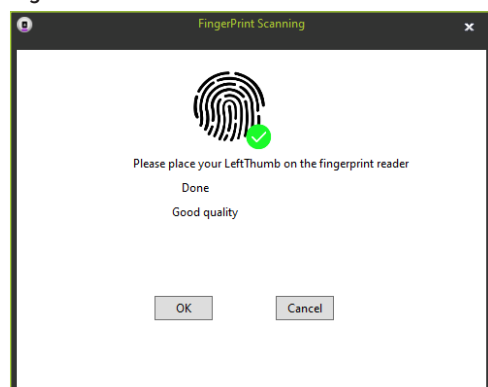 FingerPrint Scanning
Please place your LeftThumb on the fingerprint reader
Done
Good quality
OK
Cancel